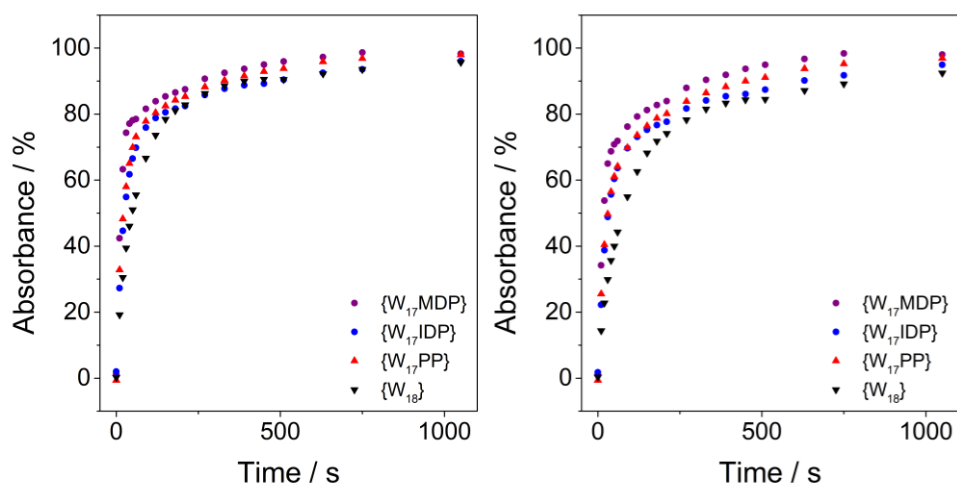 Absorbance / %
100
80
60
40
20
0
0
500
1000
Time / s
{W₁₇MDP}
{W₁₇IDP}
{W₁₇PP}
{W₁₈}
Absorbance / %
100
80
60
40
20
0
0
500
1000
Time / s
{W₁₇MDP}
{W₁₇IDP}
{W₁₇PP}
{W₁₈}